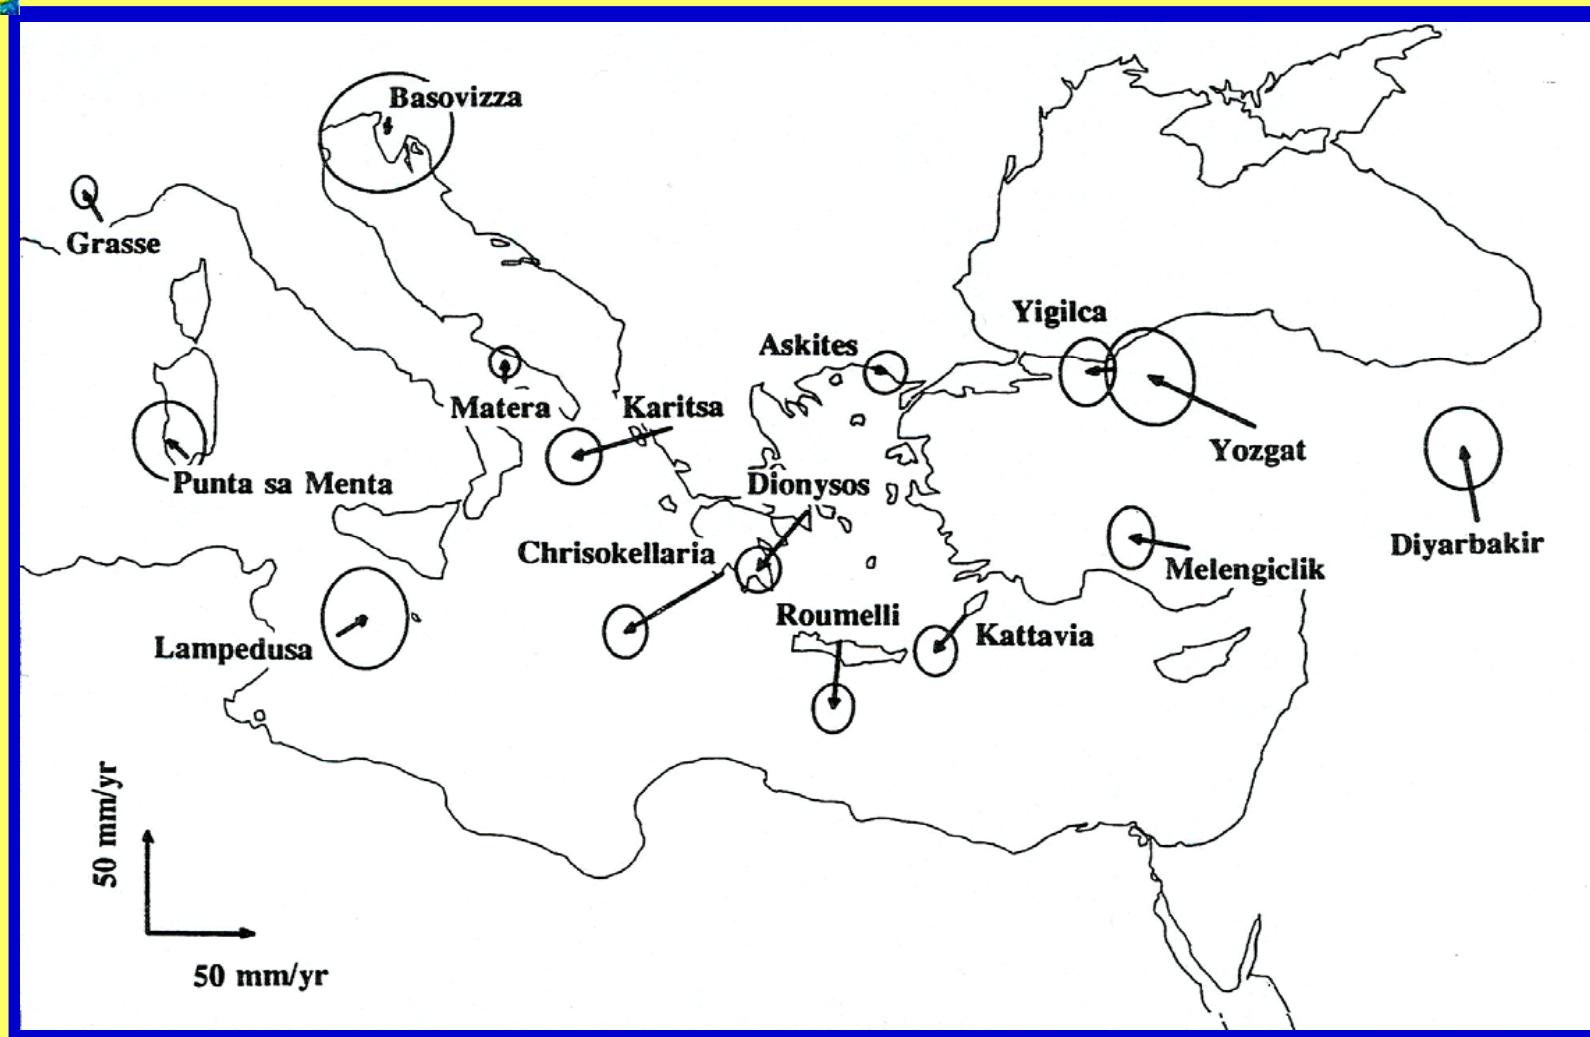 Basovizza
Grasse
Yigilca
Askites
Matera
Karitsa
Yozgat
Punta sa Menta
Dionysos
Chrisokellaria
Diyarbakir
Melengiclik
Roumelli
Kattavia
Lampedusa
50 mm/yr
50 mm/yr